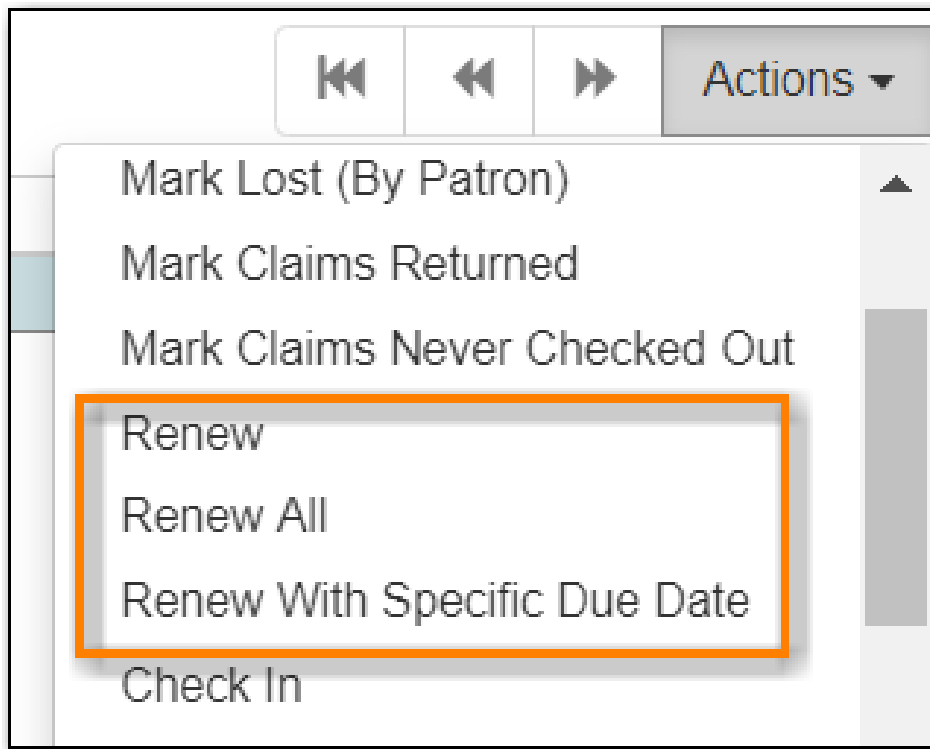 Actions
Mark Lost (By Patron)
Mark Claims Returned
Mark Claims Never Checked Out
Renew
Renew All
Renew With Specific Due Date
Check In